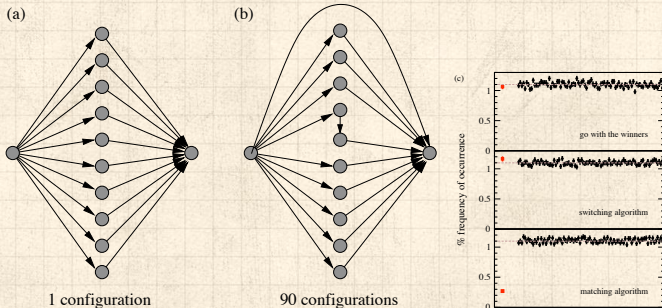 (a)
(b)
1 configuration
90 configurations
(c)
% frequency of occurrence
1
0.5
0
go with the winners
1
0.5
0
switching algorithm
1
0.5
0
matching algorithm